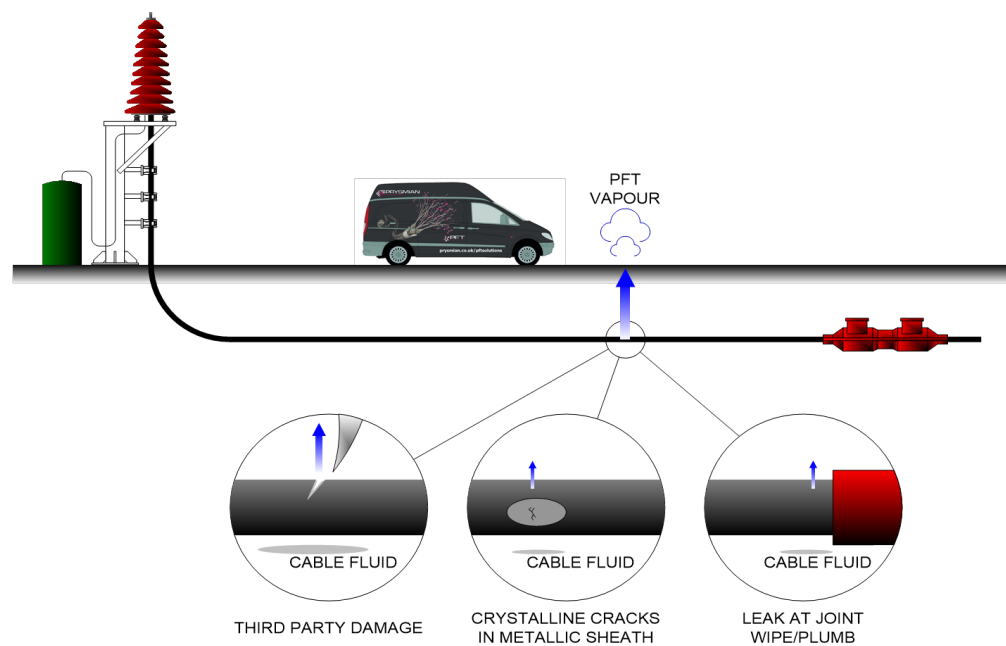 PFT
VAPOUR
PRYSMIAN
PFT
prysmian.co.uk/pftsolutions
CABLE FLUID
CABLE FLUID
CABLE FLUID
THIRD PARTY DAMAGE
CRYSTALLINE CRACKS
IN METALLIC SHEATH
LEAK AT JOINT
WIPE/PLUMB